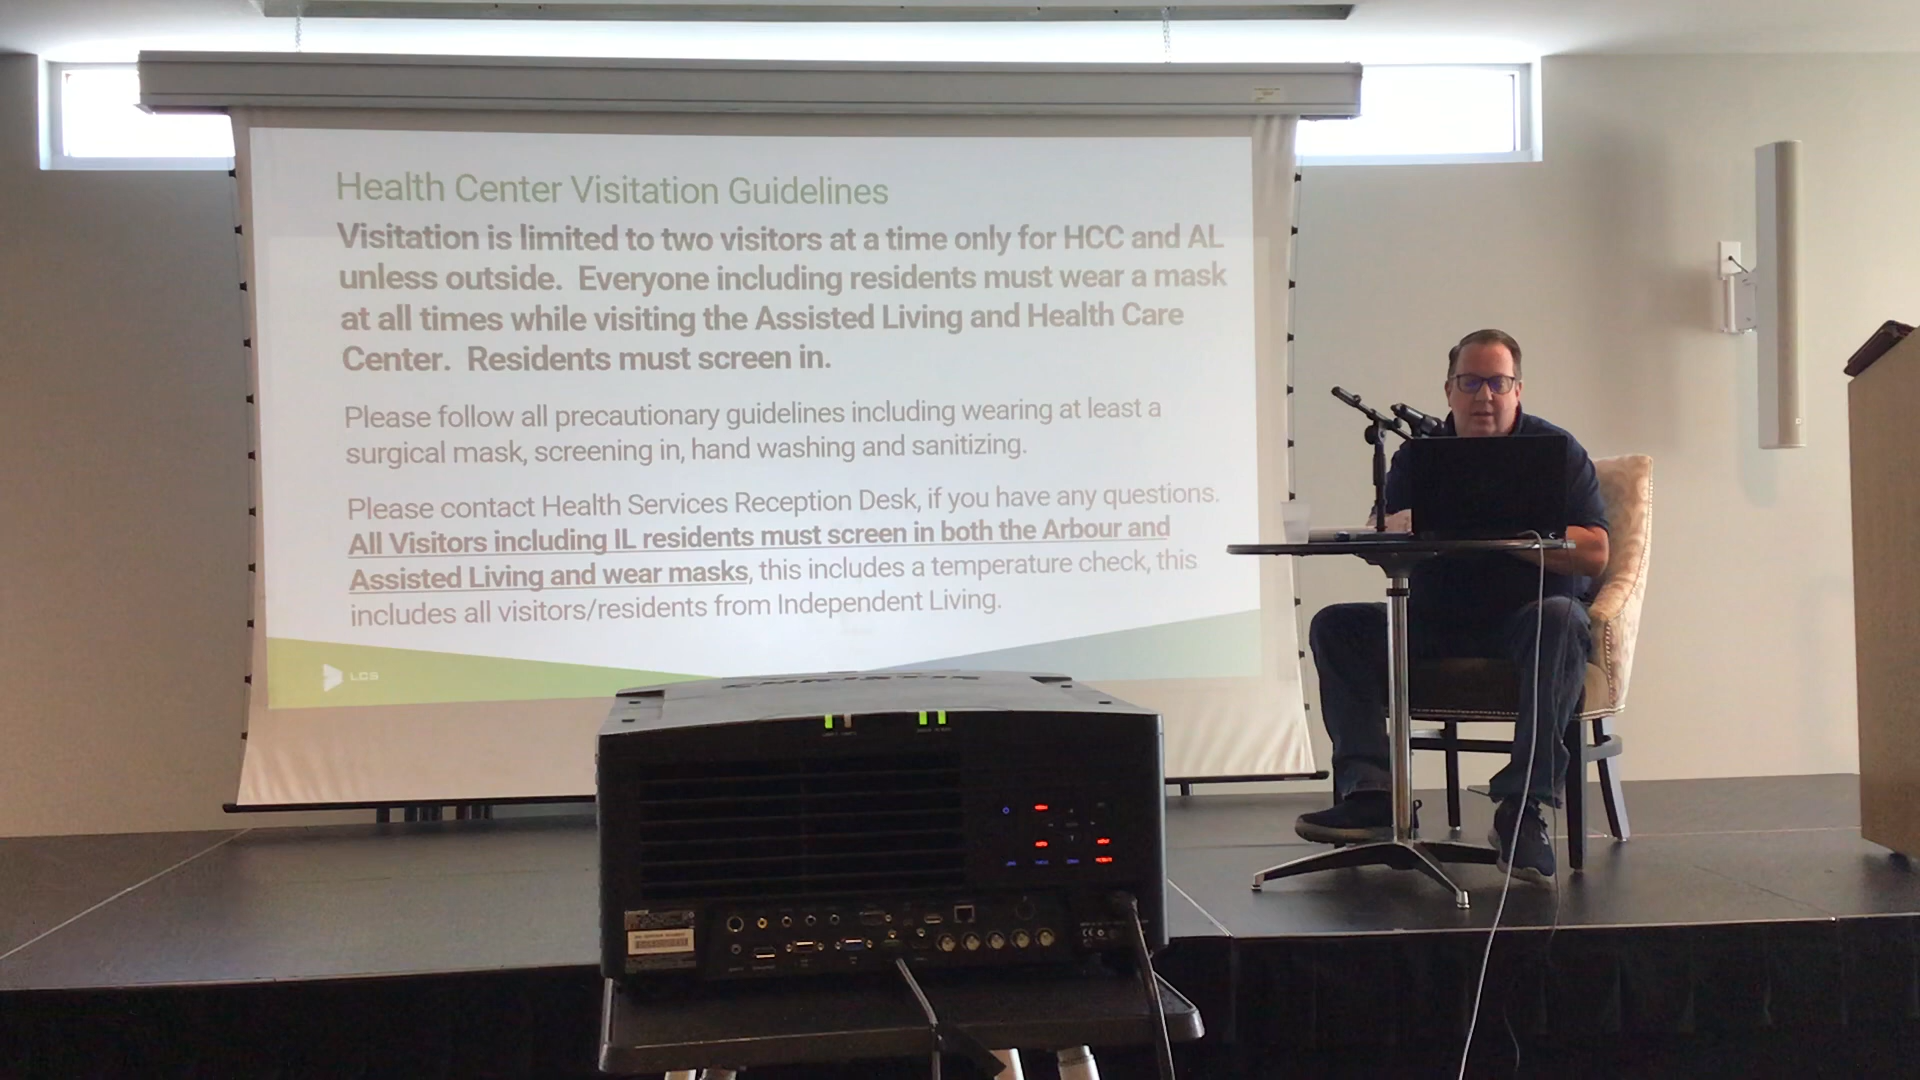 Health Center Visitation Guidelines
Visitation is limited to two visitors at a time only for HCC and AL
unless outside.  Everyone including residents must wear a mask
at all times while visiting the Assisted Living and Health Care
Center.  Residents must screen in.
Please follow all precautionary guidelines including wearing at least a
surgical mask, screening in, hand washing and sanitizing.
Please contact Health Services Reception Desk, if you have any questions.
All Visitors including IL residents must screen in both the Arbour and
Assisted Living and wear masks, this includes a temperature check, this
includes all visitors/residents from Independent Living.
LCS